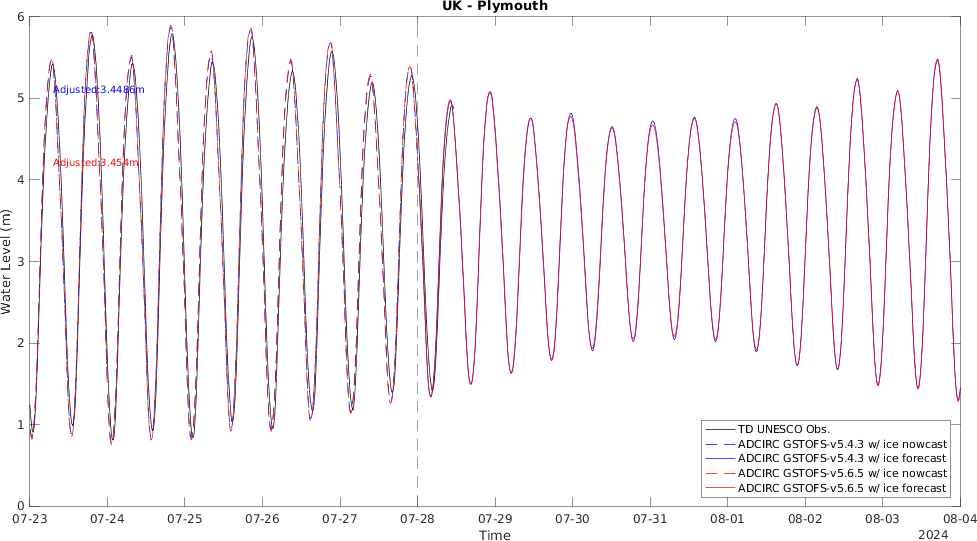 UK - Plymouth
6
5
4
3
2
1
0
Water Level (m)
Adjusted:3.4486m
Adjusted:3.454m
TD UNESCO Obs.
ADCIRC GSTOFS-v5.4.3 w/ ice nowcast
ADCIRC GSTOFS-v5.4.3 w/ ice forecast
ADCIRC GSTOFS-v5.6.5 w/ ice nowcast
ADCIRC GSTOFS-v5.6.5 w/ ice forecast
07-23 07-24 07-25 07-26 07-27 07-28 07-29 07-30 07-31 08-01 08-02 08-03 08-04
Time
2024